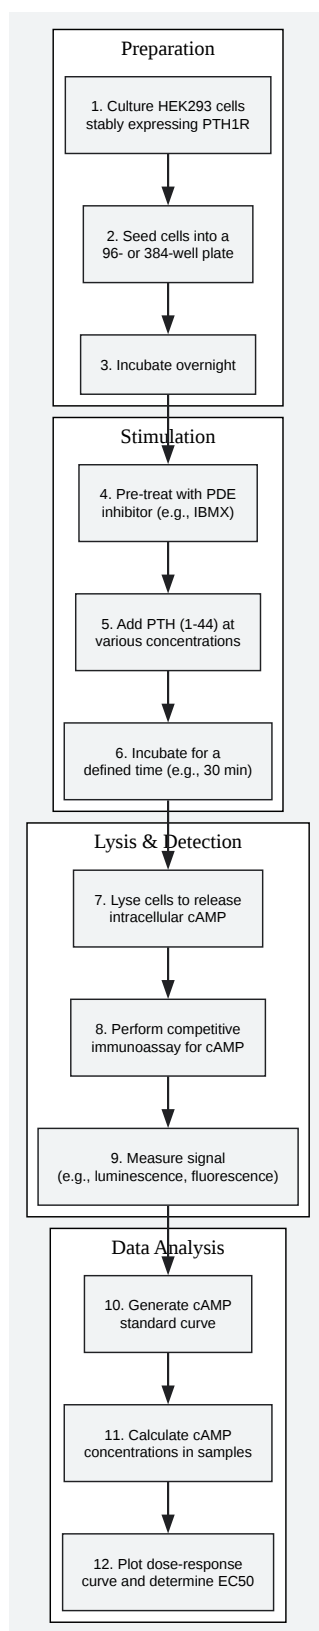 Preparation
1. Culture HEK293 cells
stably expressing PTH1R
2. Seed cells into a
96- or 384-well plate
3. Incubate overnight
Stimulation
4. Pre-treat with PDE
inhibitor (e.g., IBMX)
5. Add PTH (1-44) at
various concentrations
6. Incubate for a
defined time (e.g., 30 min)
Lysis & Detection
7. Lyse cells to release
intracellular cAMP
8. Perform competitive
immunoassay for cAMP
9. Measure signal
(e.g., luminescence, fluorescence)
Data Analysis
10. Generate cAMP
standard curve
11. Calculate cAMP
concentrations in samples
12. Plot dose-response
curve and determine EC50